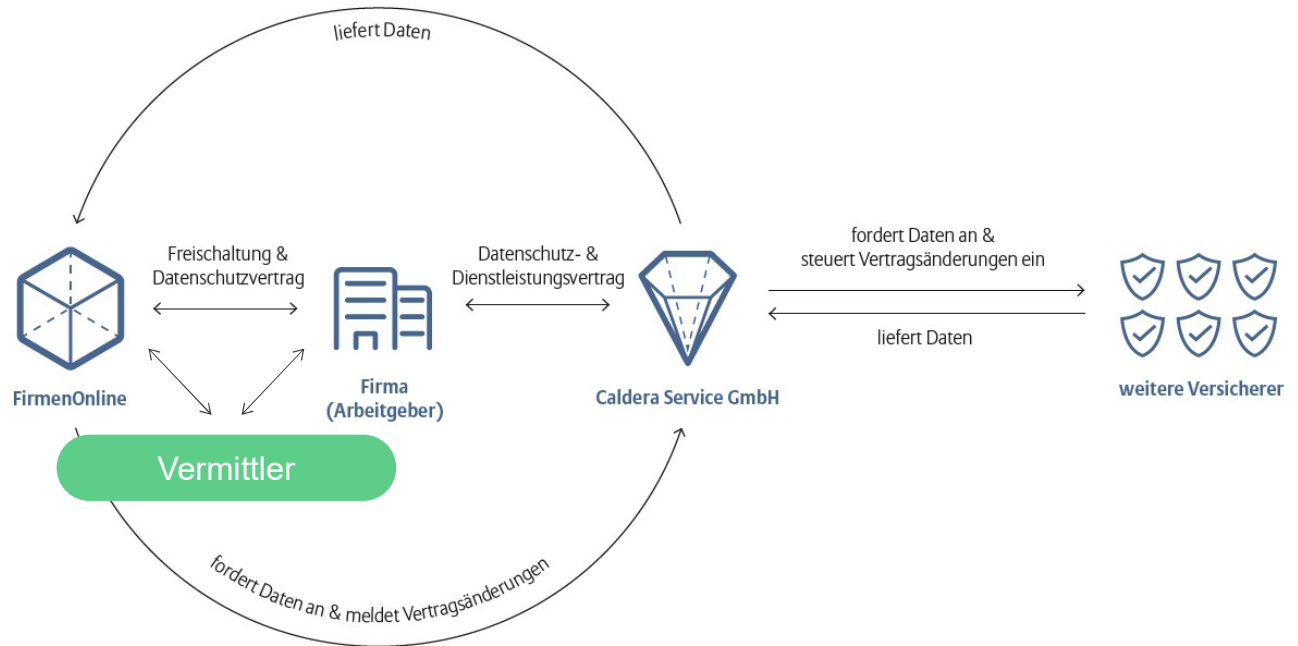 liefert Daten
Freischaltung &
Datenschutzvertrag
Datenschutz- &
Dienstleistungsvertrag
fordert Daten an &
steuert Vertragsänderungen ein
liefert Daten
FirmenOnline
Firma
(Arbeitgeber)
Caldera Service GmbH
weitere Versicherer
Vermittler
fordert Daten an & meldet Vertragsänderungen